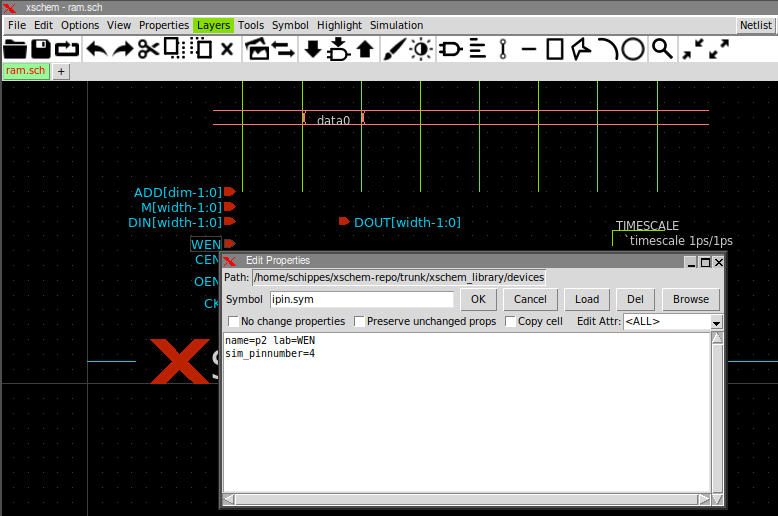 xschem - ram.sch
File Edit Options View Properties Layers Tools Symbol Highlight Simulation Netlist
ram.sch +
data0
ADD[dim-1:0]
M[width-1:0]
DIN[width-1:0] DOUT[width-1:0]
TIMESCALE
`timescale 1ps/1ps
WEN
CEN
OEN
CK
Edit Properties
Path: /home/schippes/xschem-repo/trunk/xschem_library/devices
Symbol ipin.sym OK Cancel Load Del Browse
No change properties Preserve unchanged props Copy cell Edit Attr: <ALL>
name=p2 lab=WEN
sim_pinnumber=4